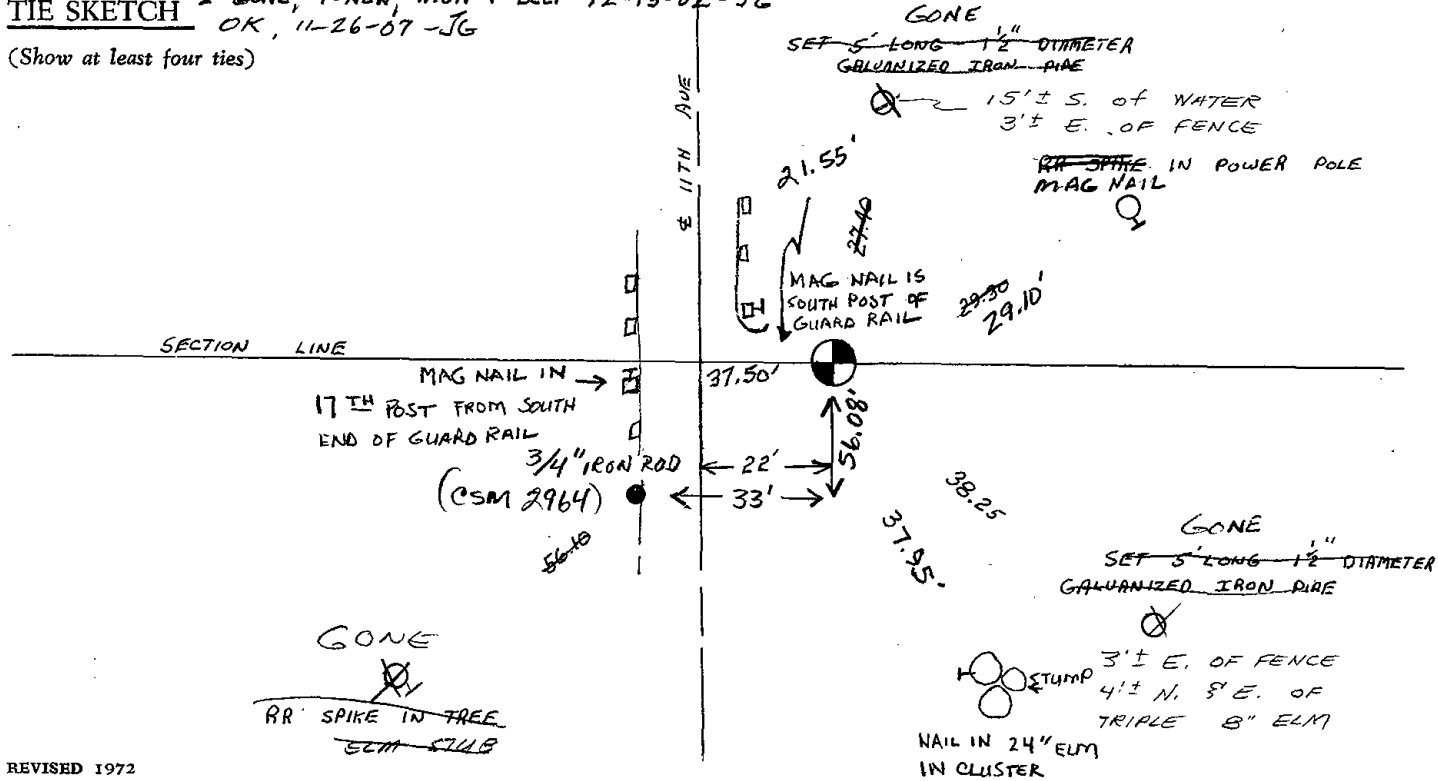 TIE SKETCH
OK, 11-26-07 -JG
(Show at least four ties)
GONE
SET 5' LONG 1½" DIAMETER
GALVANIZED IRON PIPE
15'± S. of WATER
3'± E. OF FENCE
RR SPIKE IN POWER POLE
MAG NAIL
℄ 11TH AVE
21.55'
27.40
MAG NAIL IS
SOUTH POST OF
GUARD RAIL
29.30
29.10'
SECTION LINE
MAG NAIL IN
37.50'
17TH POST FROM SOUTH
END OF GUARD RAIL
56.08'
3/4" IRON ROD
22'
(CSM 2964)
33'
38.25
37.95'
56.10
GONE
SET 5' LONG 1½" DIAMETER
GALVANIZED IRON PIPE
GONE
RR SPIKE IN TREE
ELM STUB
STUMP
3'± E. OF FENCE
4'± N. & E. OF
TRIPLE 8" ELM
NAIL IN 24" ELM
IN CLUSTER
REVISED 1972